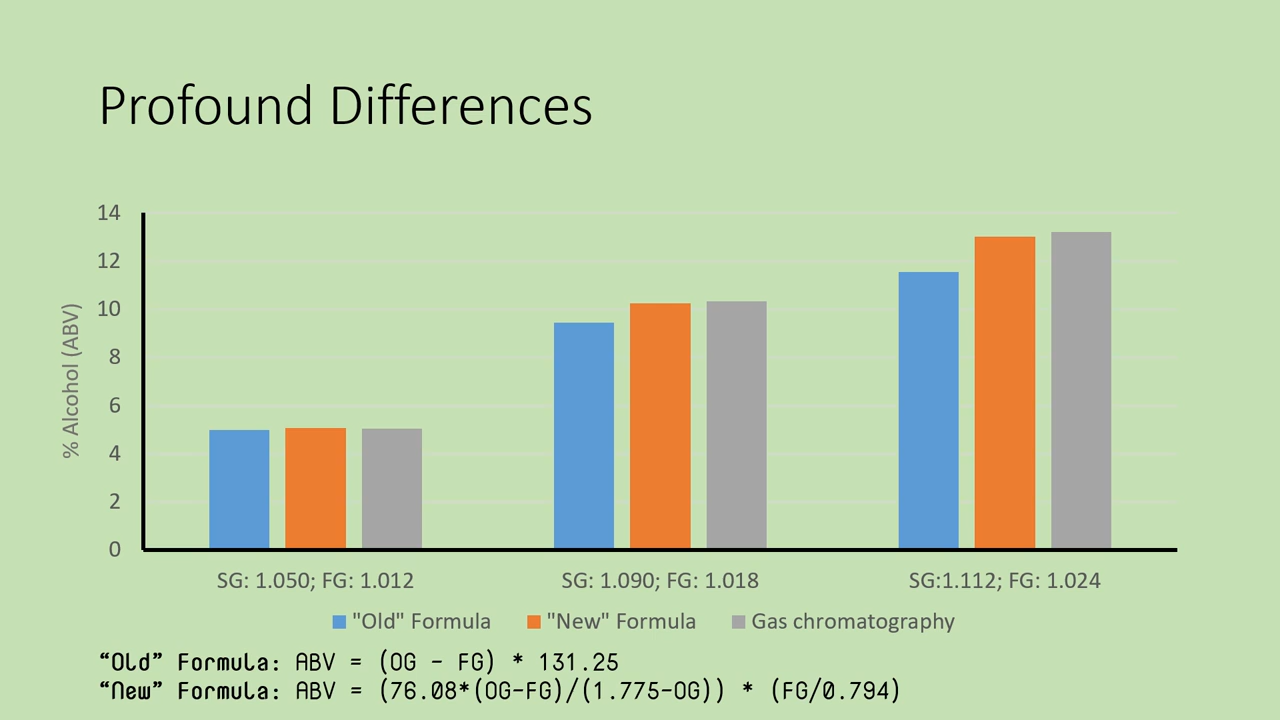 Profound Differences
14
12
10
8
6
4
2
0
% Alcohol (ABV)
SG: 1.050; FG: 1.012
SG: 1.090; FG: 1.018
SG:1.112; FG: 1.024
"Old" Formula
"New" Formula
Gas chromatography
“Old” Formula: ABV = (OG - FG) * 131.25
“New” Formula: ABV = (76.08*(OG-FG)/(1.775-OG)) * (FG/0.794)